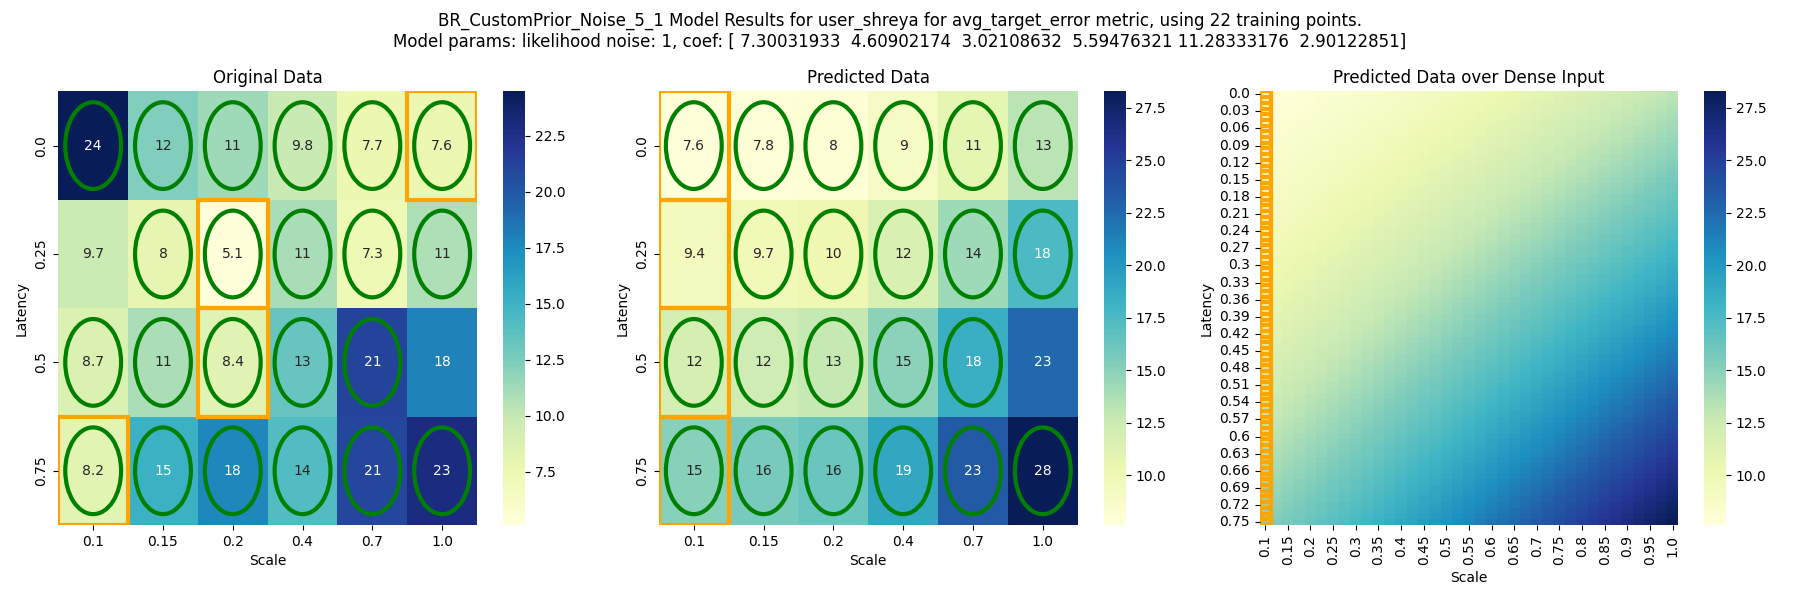 BR_CustomPrior_Noise_5_1 Model Results for user_shreya for avg_target_error metric, using 22 training points.
Model params: likelihood noise: 1, coef: [ 7.30031933  4.60902174  3.02108632  5.59476321 11.28333176  2.90122851]
Original Data
24 12 11 9.8 7.7 7.6
9.7 8 5.1 11 7.3 11
8.7 11 8.4 13 21 18
8.2 15 18 14 21 23
0.0
0.25
0.5
0.75
Latency
0.1 0.15 0.2 0.4 0.7 1.0
Scale
22.5
20.0
17.5
15.0
12.5
10.0
7.5
Predicted Data
7.6 7.8 8 9 11 13
9.4 9.7 10 12 14 18
12 12 13 15 18 23
15 16 16 19 23 28
0.0
0.25
0.5
0.75
Latency
0.1 0.15 0.2 0.4 0.7 1.0
Scale
27.5
25.0
22.5
20.0
17.5
15.0
12.5
10.0
Predicted Data over Dense Input
0.0
0.03
0.06
0.09
0.12
0.15
0.18
0.21
0.24
0.27
0.3
0.33
0.36
0.39
0.42
0.45
0.48
0.51
0.54
0.57
0.6
0.63
0.66
0.69
0.72
0.75
Latency
0.1 0.15 0.2 0.25 0.3 0.35 0.4 0.45 0.5 0.55 0.6 0.65 0.7 0.75 0.8 0.85 0.9 0.95 1.0
Scale
27.5
25.0
22.5
20.0
17.5
15.0
12.5
10.0